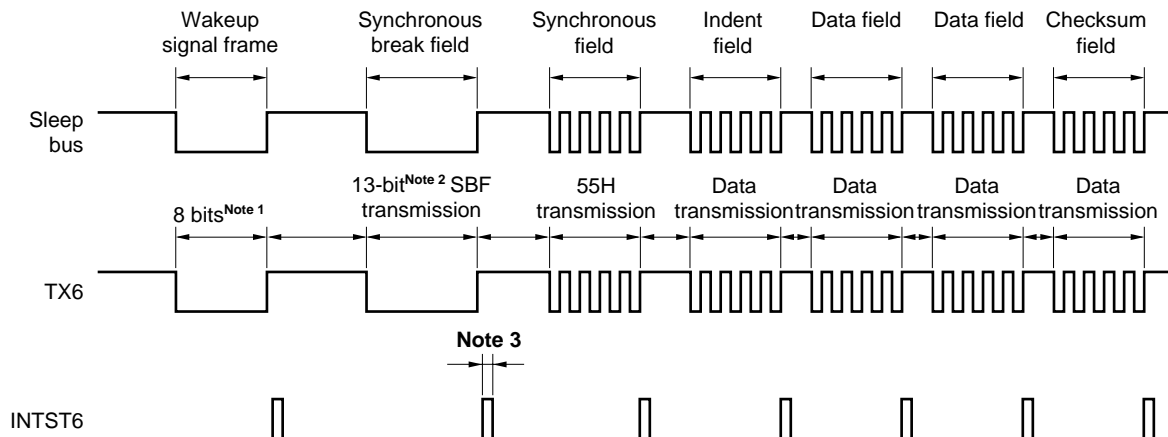 Wakeup
signal frame
Synchronous
break field
Synchronous
field
Indent
field
Data field
Data field
Checksum
field
Sleep
bus
8 bitsNote 1
13-bitNote 2 SBF
transmission
55H
transmission
Data
transmission
Data
transmission
Data
transmission
Data
transmission
TX6
Note 3
INTST6